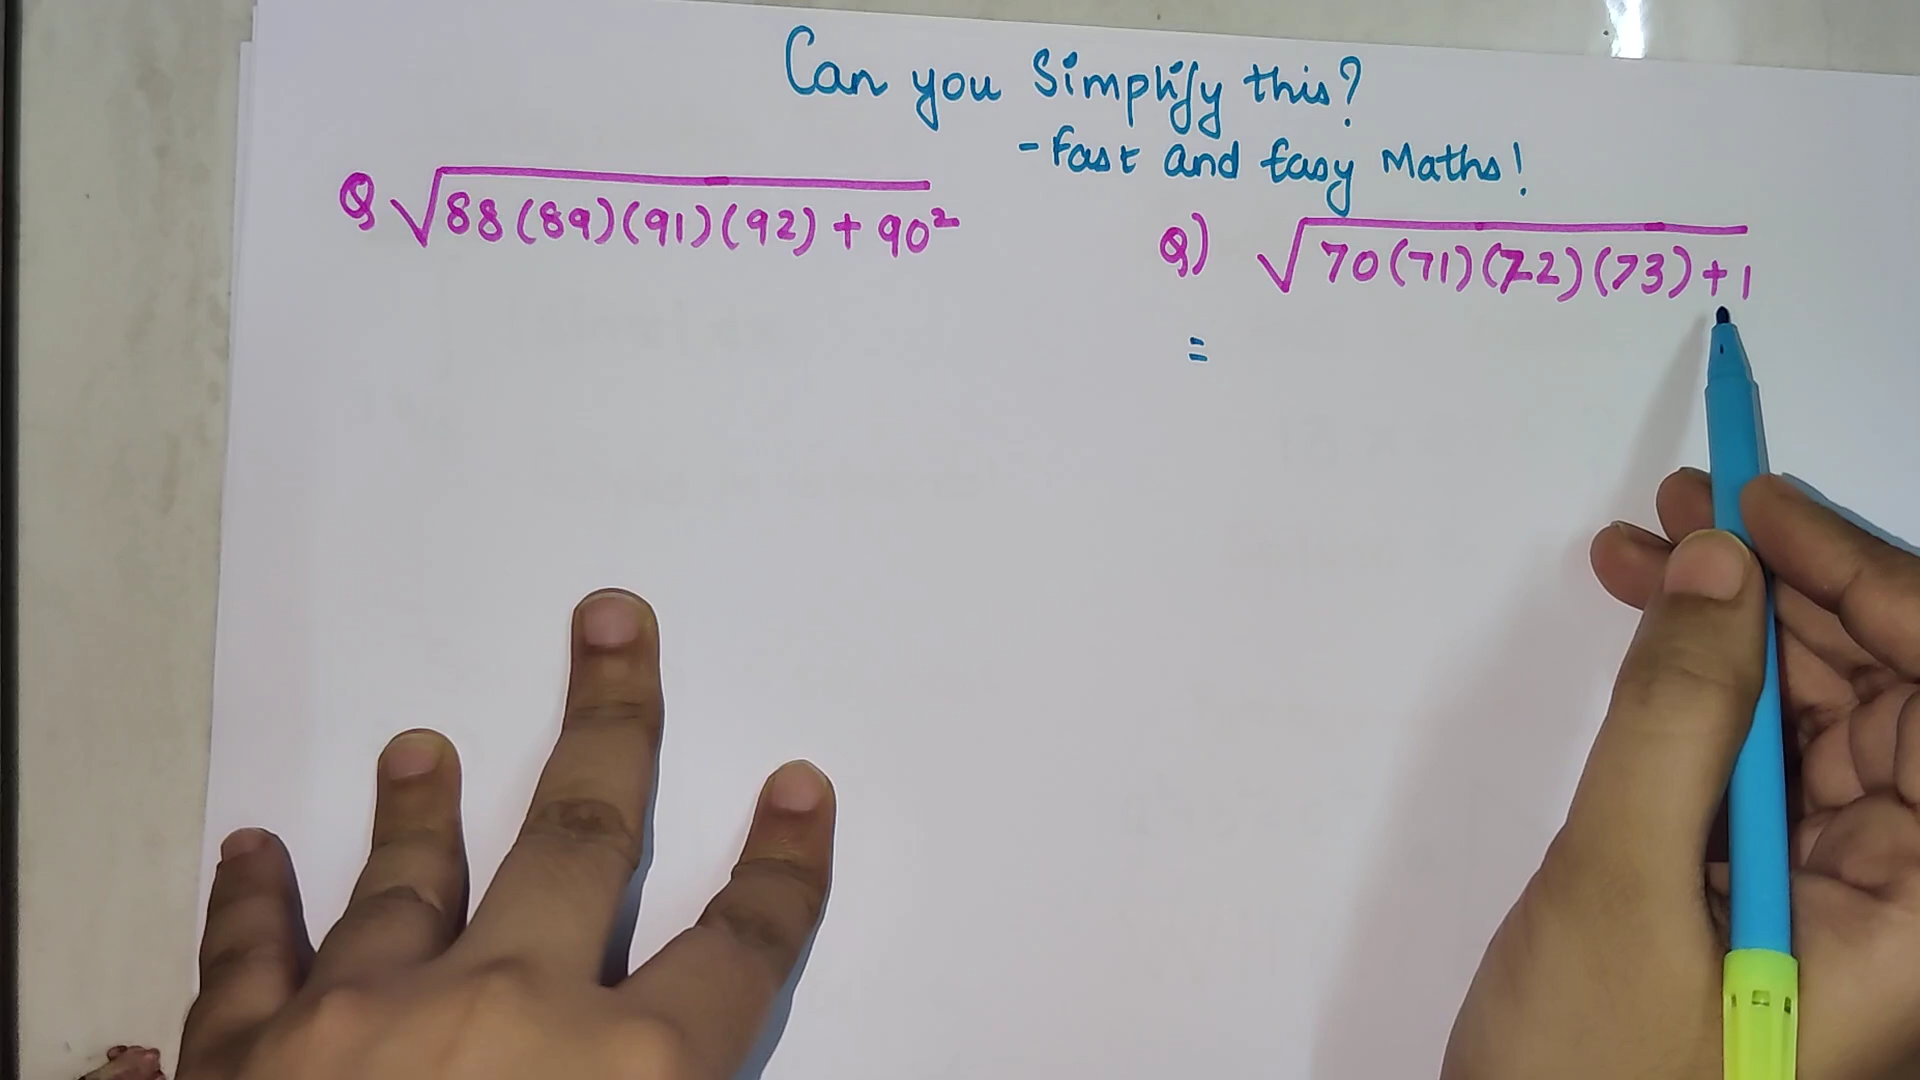 Can you Simplify this?
- Fast and Easy Maths!
Q √88(89)(91)(92) + 90²
Q) √70(71)(72)(73) + 1
=